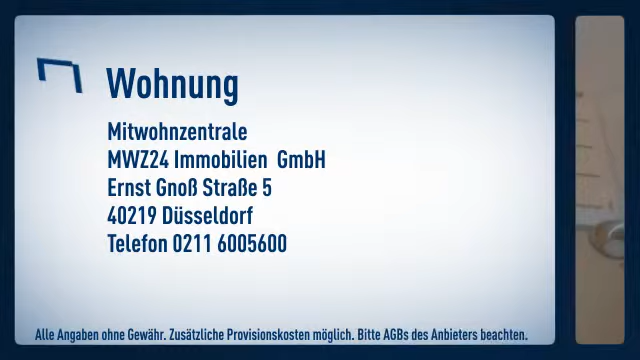 Wohnung
Mitwohnzentrale
MWZ24 Immobilien GmbH
Ernst Gnoß Straße 5
40219 Düsseldorf
Telefon 0211 6005600
Alle Angaben ohne Gewähr. Zusätzliche Provisionskosten möglich. Bitte AGBs des Anbieters beachten.